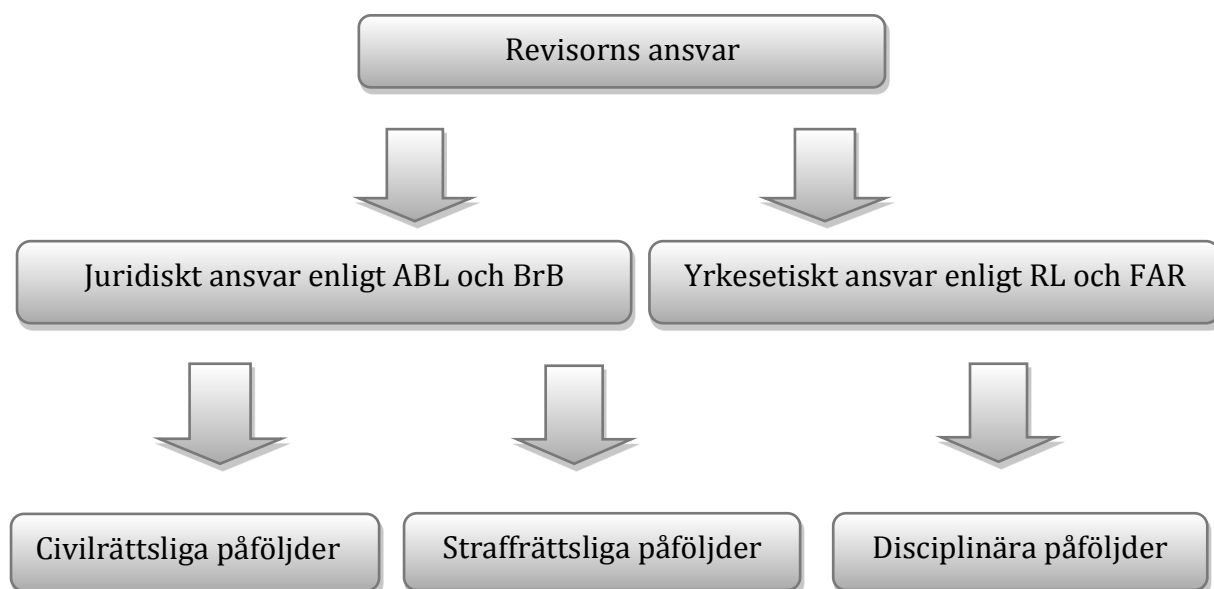 Revisorns ansvar
Juridiskt ansvar enligt ABL och BrB
Yrkesetiskt ansvar enligt RL och FAR
Civilrättsliga påföljder
Straffrättsliga påföljder
Disciplinära påföljder